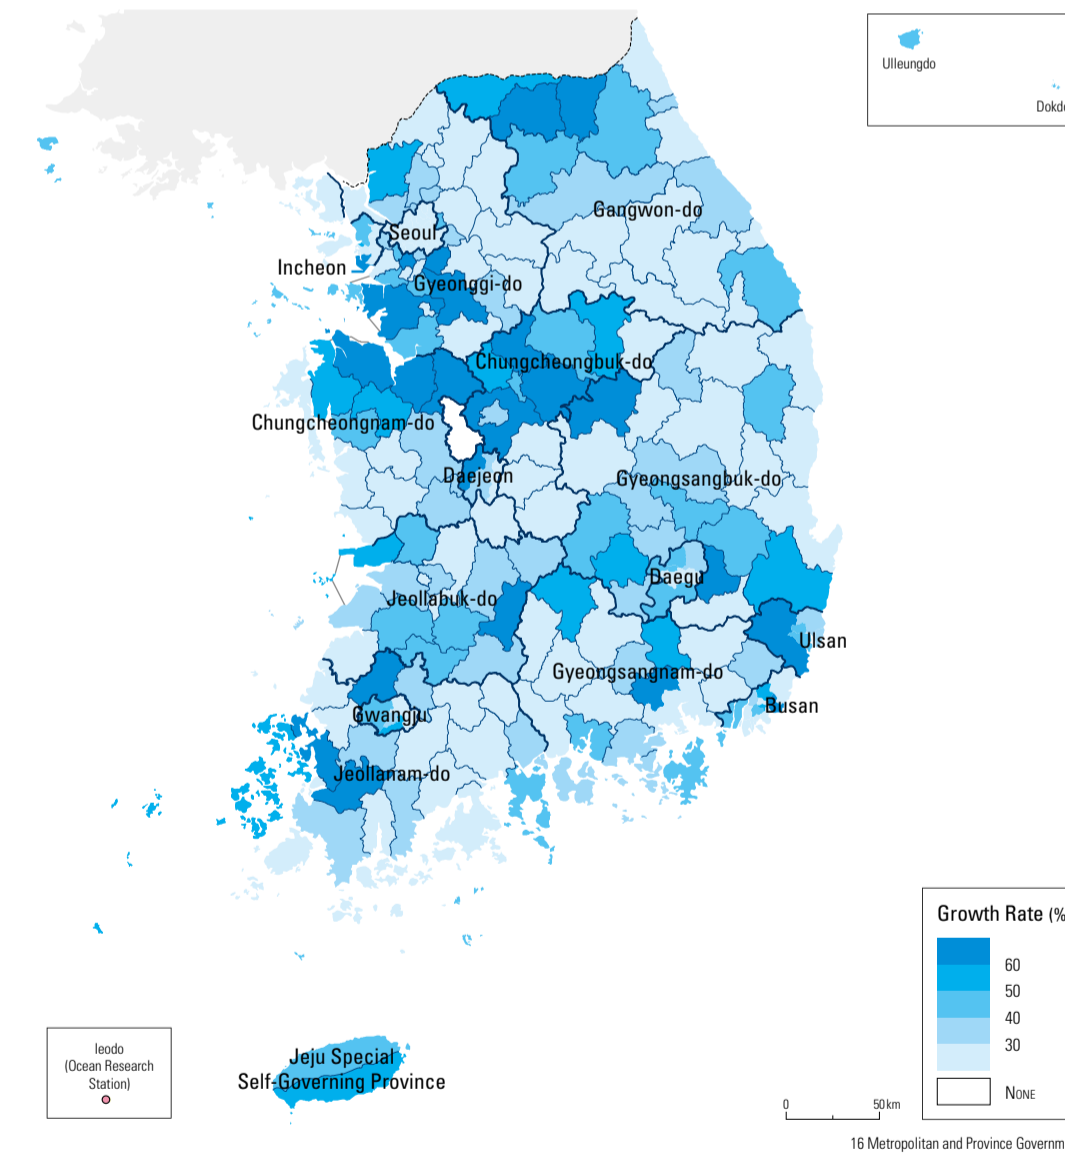 Ulleungdo
Dokd
Gangwon-do
Seoul
Incheon
Gyeonggi-do
Chungcheongbuk-do
Chungcheongnam-do
Daejeon
Gyeongsangbuk-do
Daegu
Jeollabuk-do
Ulsan
Gyeongsangnam-do
Busan
Gwangju
Jeollanam-do
Growth Rate (%
60
50
40
30
NONE
Ieodo
(Ocean Research
Station)
Jeju Special
Self-Governing Province
0 50 km
16 Metropolitan and Province Governm